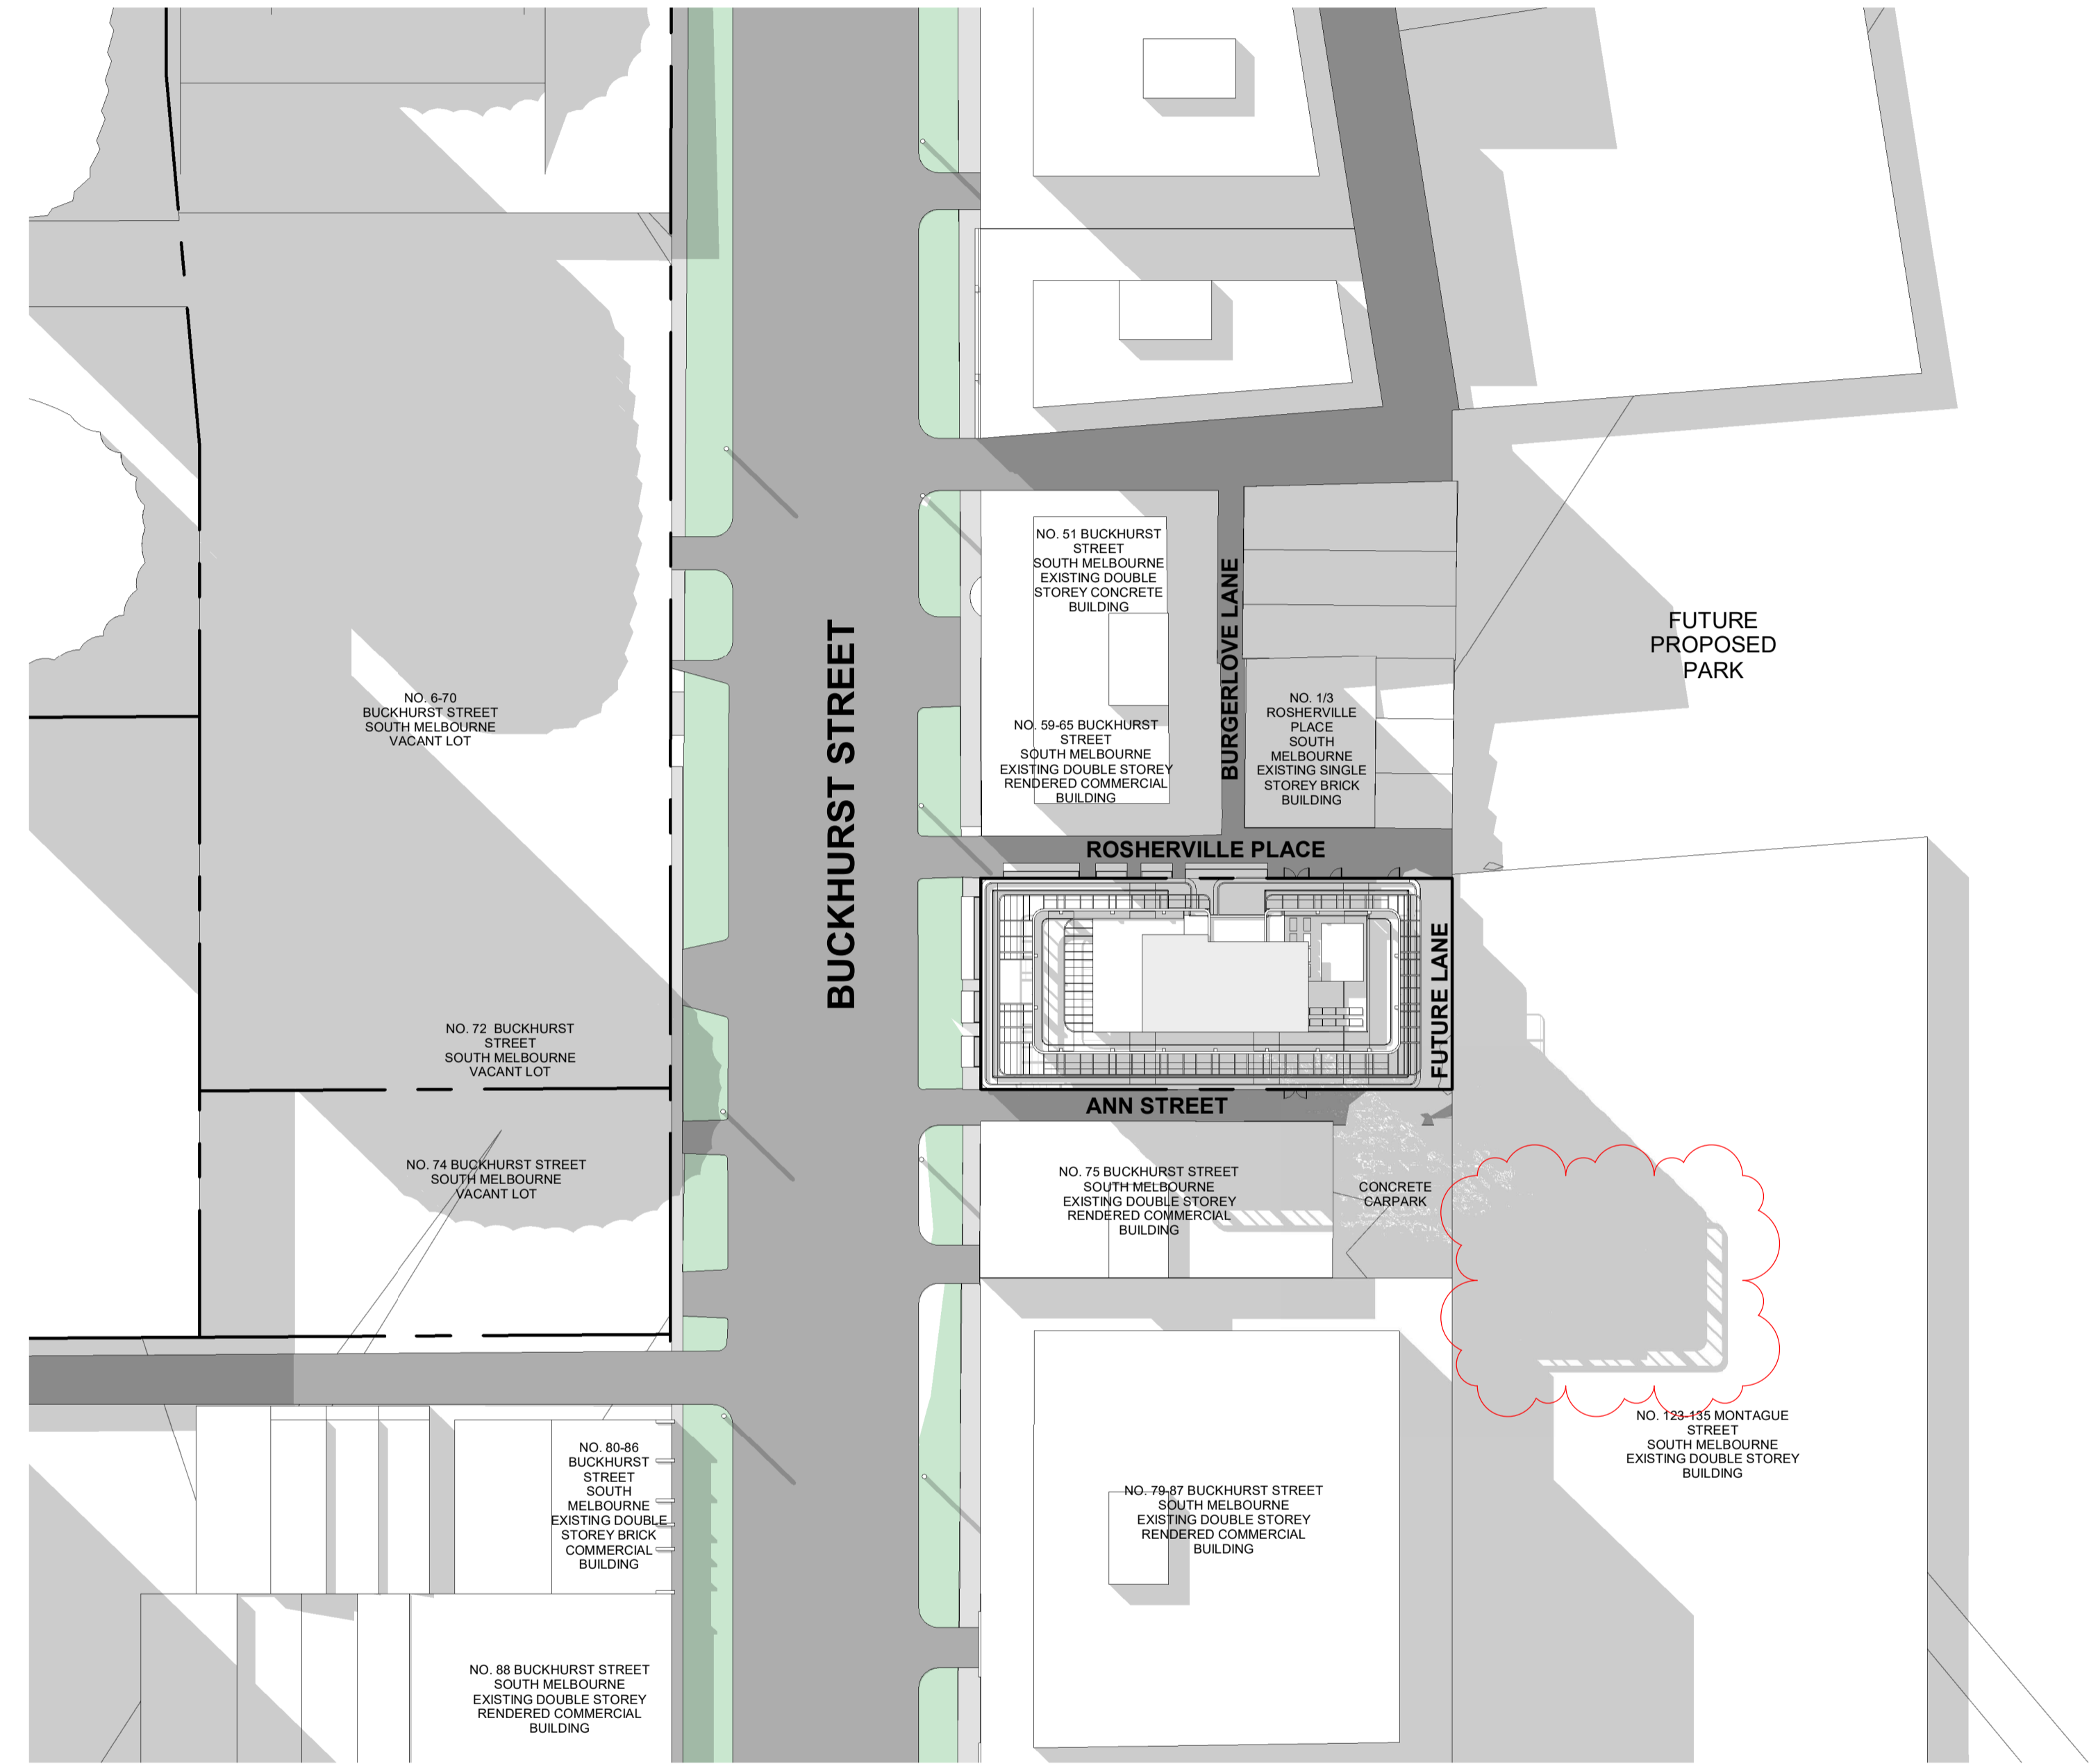 NO. 51 BUCKHURST
STREET
SOUTH MELBOURNE
EXISTING DOUBLE
STOREY CONCRETE
BUILDING
FUTURE
PROPOSED
PARK
BUCKHURST STREET
BURGERLOVE LANE
NO. 6-70
BUCKHURST STREET
SOUTH MELBOURNE
VACANT LOT
NO. 59-65 BUCKHURST
STREET
SOUTH MELBOURNE
EXISTING DOUBLE STOREY
RENDERED COMMERCIAL
BUILDING
NO. 1/3
ROSHERVILLE
PLACE
SOUTH
MELBOURNE
EXISTING SINGLE
STOREY BRICK
BUILDING
ROSHERVILLE PLACE
FUTURE LANE
NO. 72 BUCKHURST
STREET
SOUTH MELBOURNE
VACANT LOT
ANN STREET
NO. 74 BUCKHURST STREET
SOUTH MELBOURNE
VACANT LOT
NO. 75 BUCKHURST STREET
SOUTH MELBOURNE
EXISTING DOUBLE STOREY
RENDERED COMMERCIAL
BUILDING
CONCRETE
CARPARK
NO. 123-135 MONTAGUE
STREET
SOUTH MELBOURNE
EXISTING DOUBLE STOREY
BUILDING
NO. 80-86
BUCKHURST
STREET
SOUTH
MELBOURNE
EXISTING DOUBLE
STOREY BRICK
COMMERCIAL
BUILDING
NO. 79-87 BUCKHURST STREET
SOUTH MELBOURNE
EXISTING DOUBLE STOREY
RENDERED COMMERCIAL
BUILDING
NO. 88 BUCKHURST STREET
SOUTH MELBOURNE
EXISTING DOUBLE STOREY
RENDERED COMMERCIAL
BUILDING